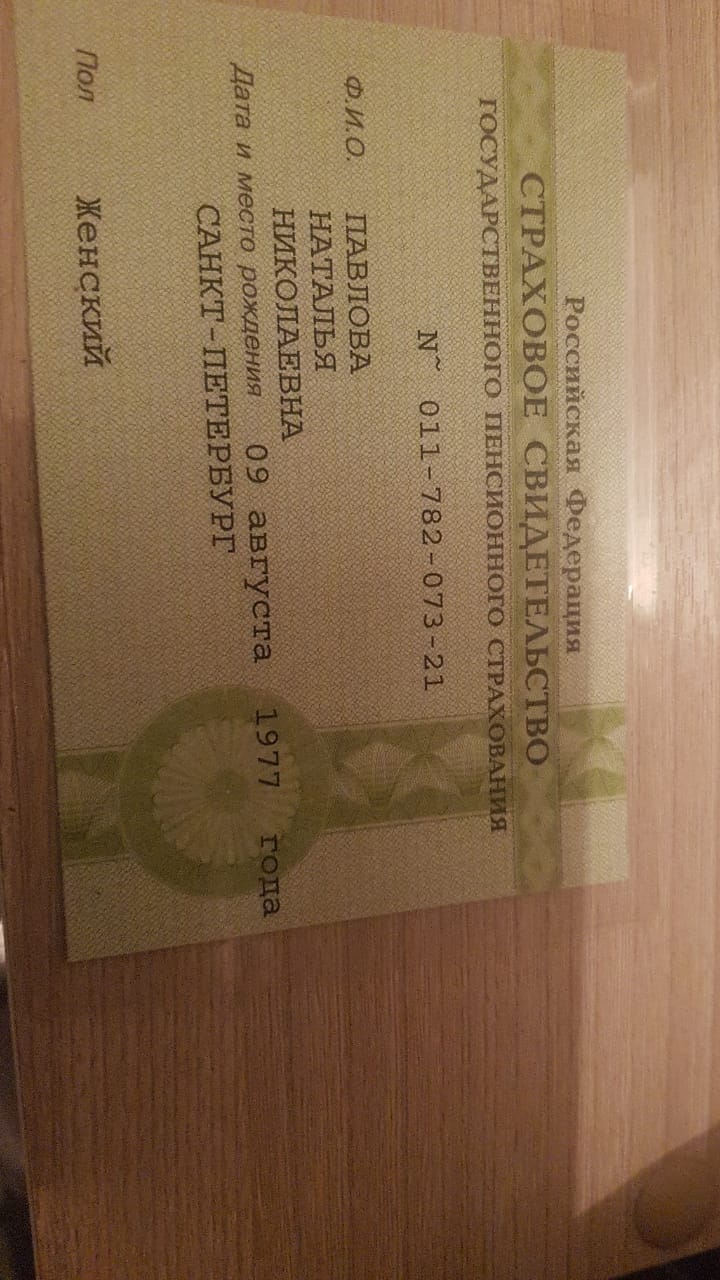 Российская Федерация
СТРАХОВОЕ СВИДЕТЕЛЬСТВО
ГОСУДАРСТВЕННОГО ПЕНСИОННОГО СТРАХОВАНИЯ
N~ 011-782-073-21
Ф.И.О. ПАВЛОВА
НАТАЛЬЯ
НИКОЛАЕВНА
Дата и место рождения 09 августа 1977 года
САНКТ-ПЕТЕРБУРГ
Пол Женский